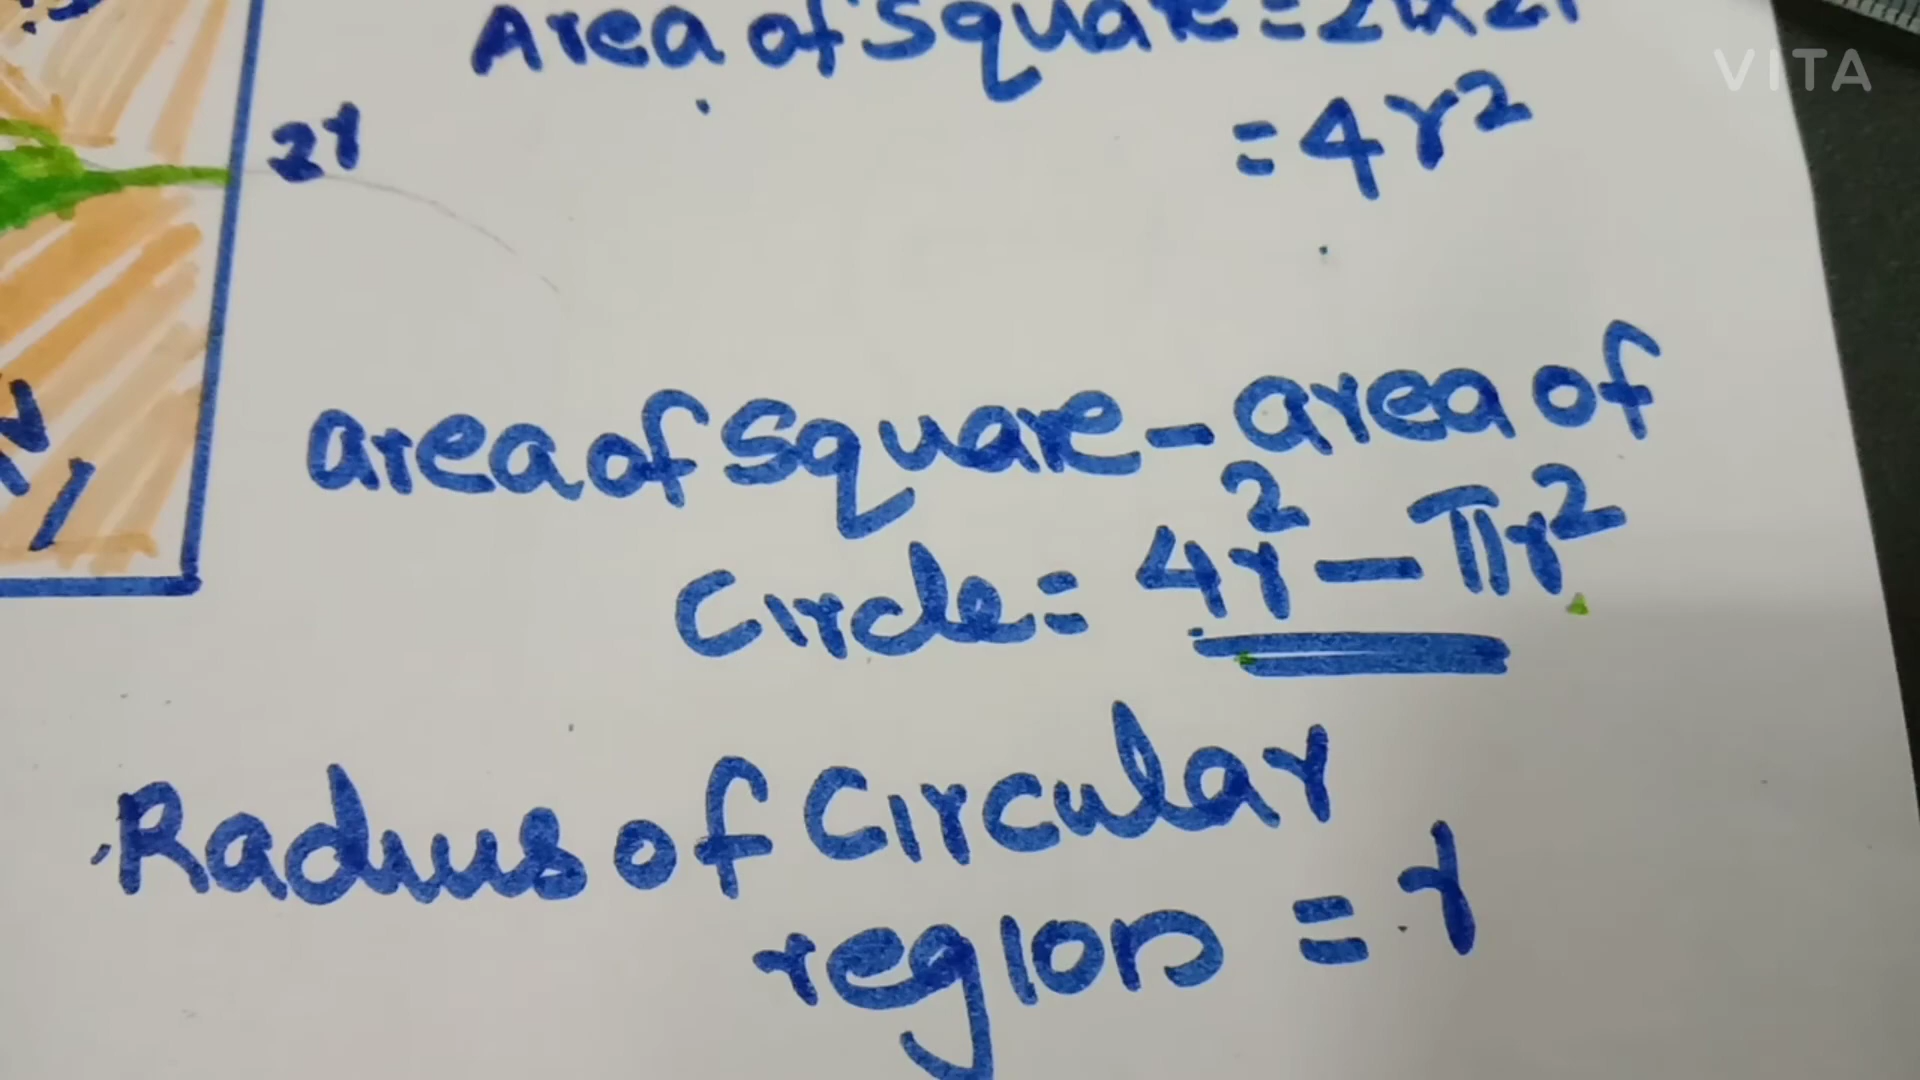 Area of Square = 2r x 2r
VITA
2r
= 4r²
area of square - area of
Circle = 4r² - πr²
Radius of Circular
region = r